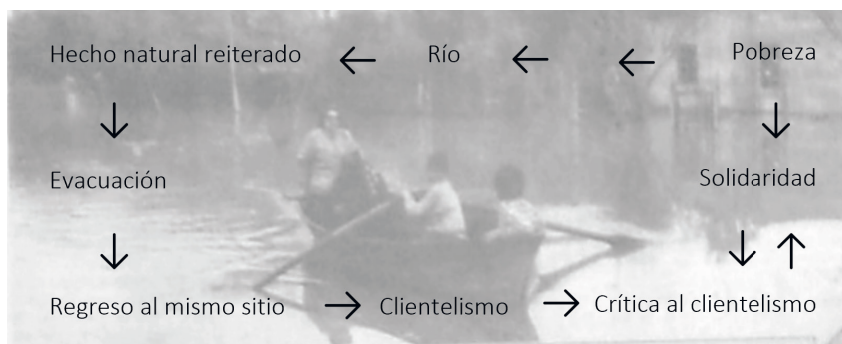 Hecho natural reiterado ← Río ← ← Pobreza
↓ ↓
Evacuación Solidaridad
↓ ↓ ↑
Regreso al mismo sitio → Clientelismo → Crítica al clientelismo